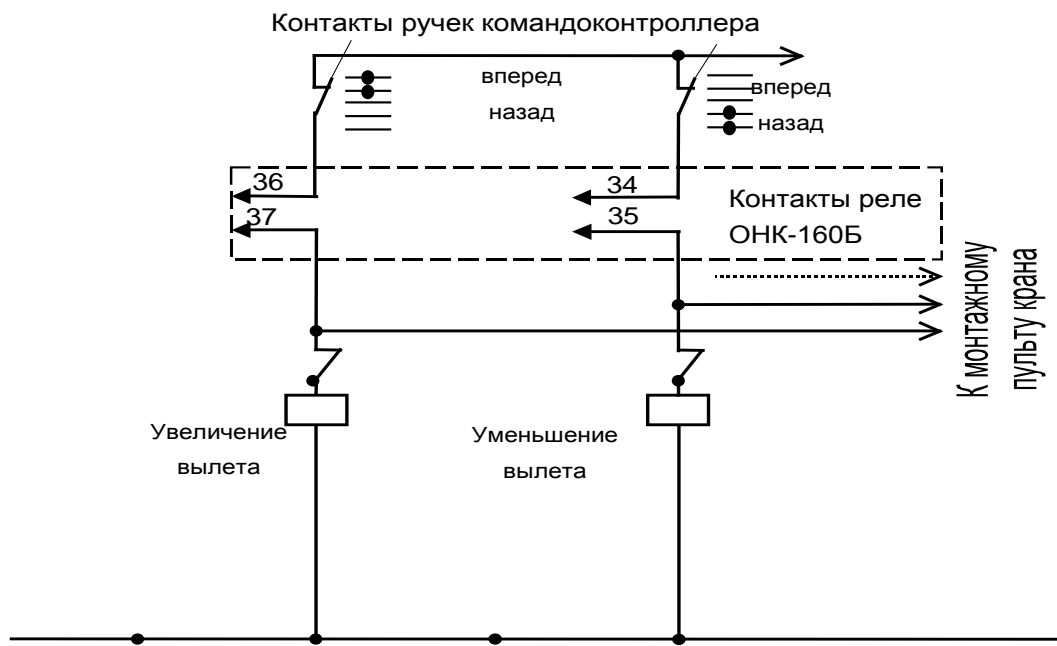 Контакты ручек командоконтроллера
вперед
назад
вперед
назад
36
37
34
35
Контакты реле
ОНК-160Б
К монтажному
пульту крана
Увеличение
вылета
Уменьшение
вылета